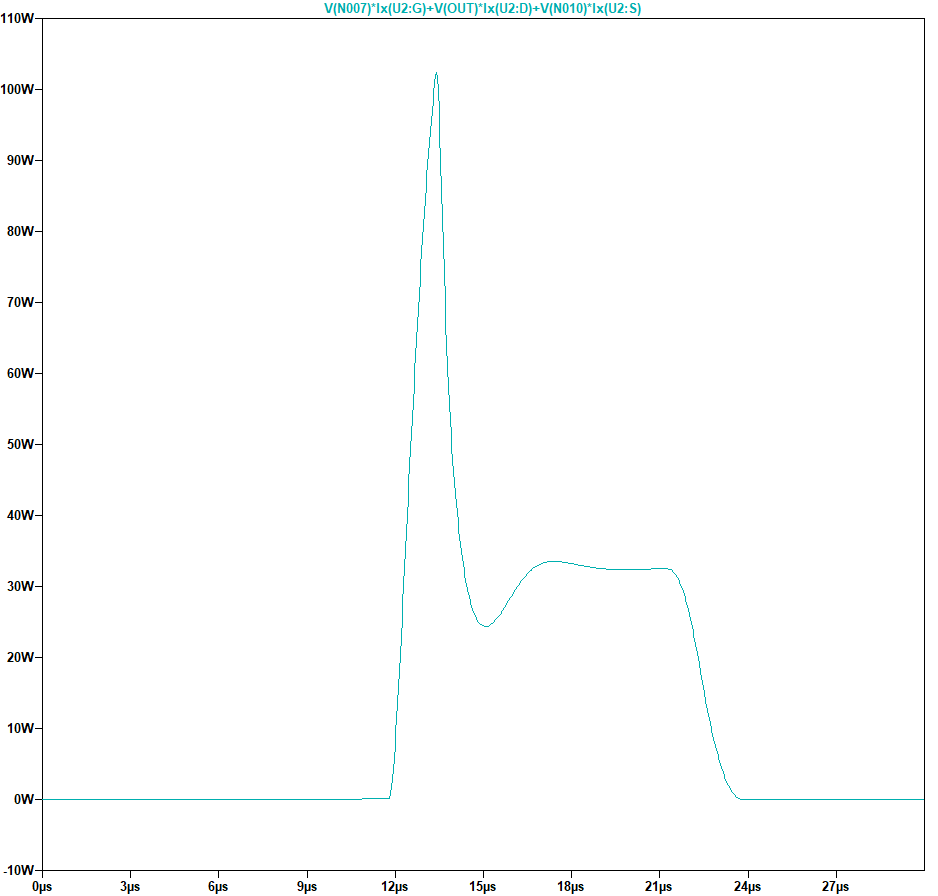 V(N007)*Ix(U2:G)+V(OUT)*Ix(U2:D)+V(N010)*Ix(U2:S)
110W
100W
90W
80W
70W
60W
50W
40W
30W
20W
10W
0W
-10W
0µs 3µs 6µs 9µs 12µs 15µs 18µs 21µs 24µs 27µs